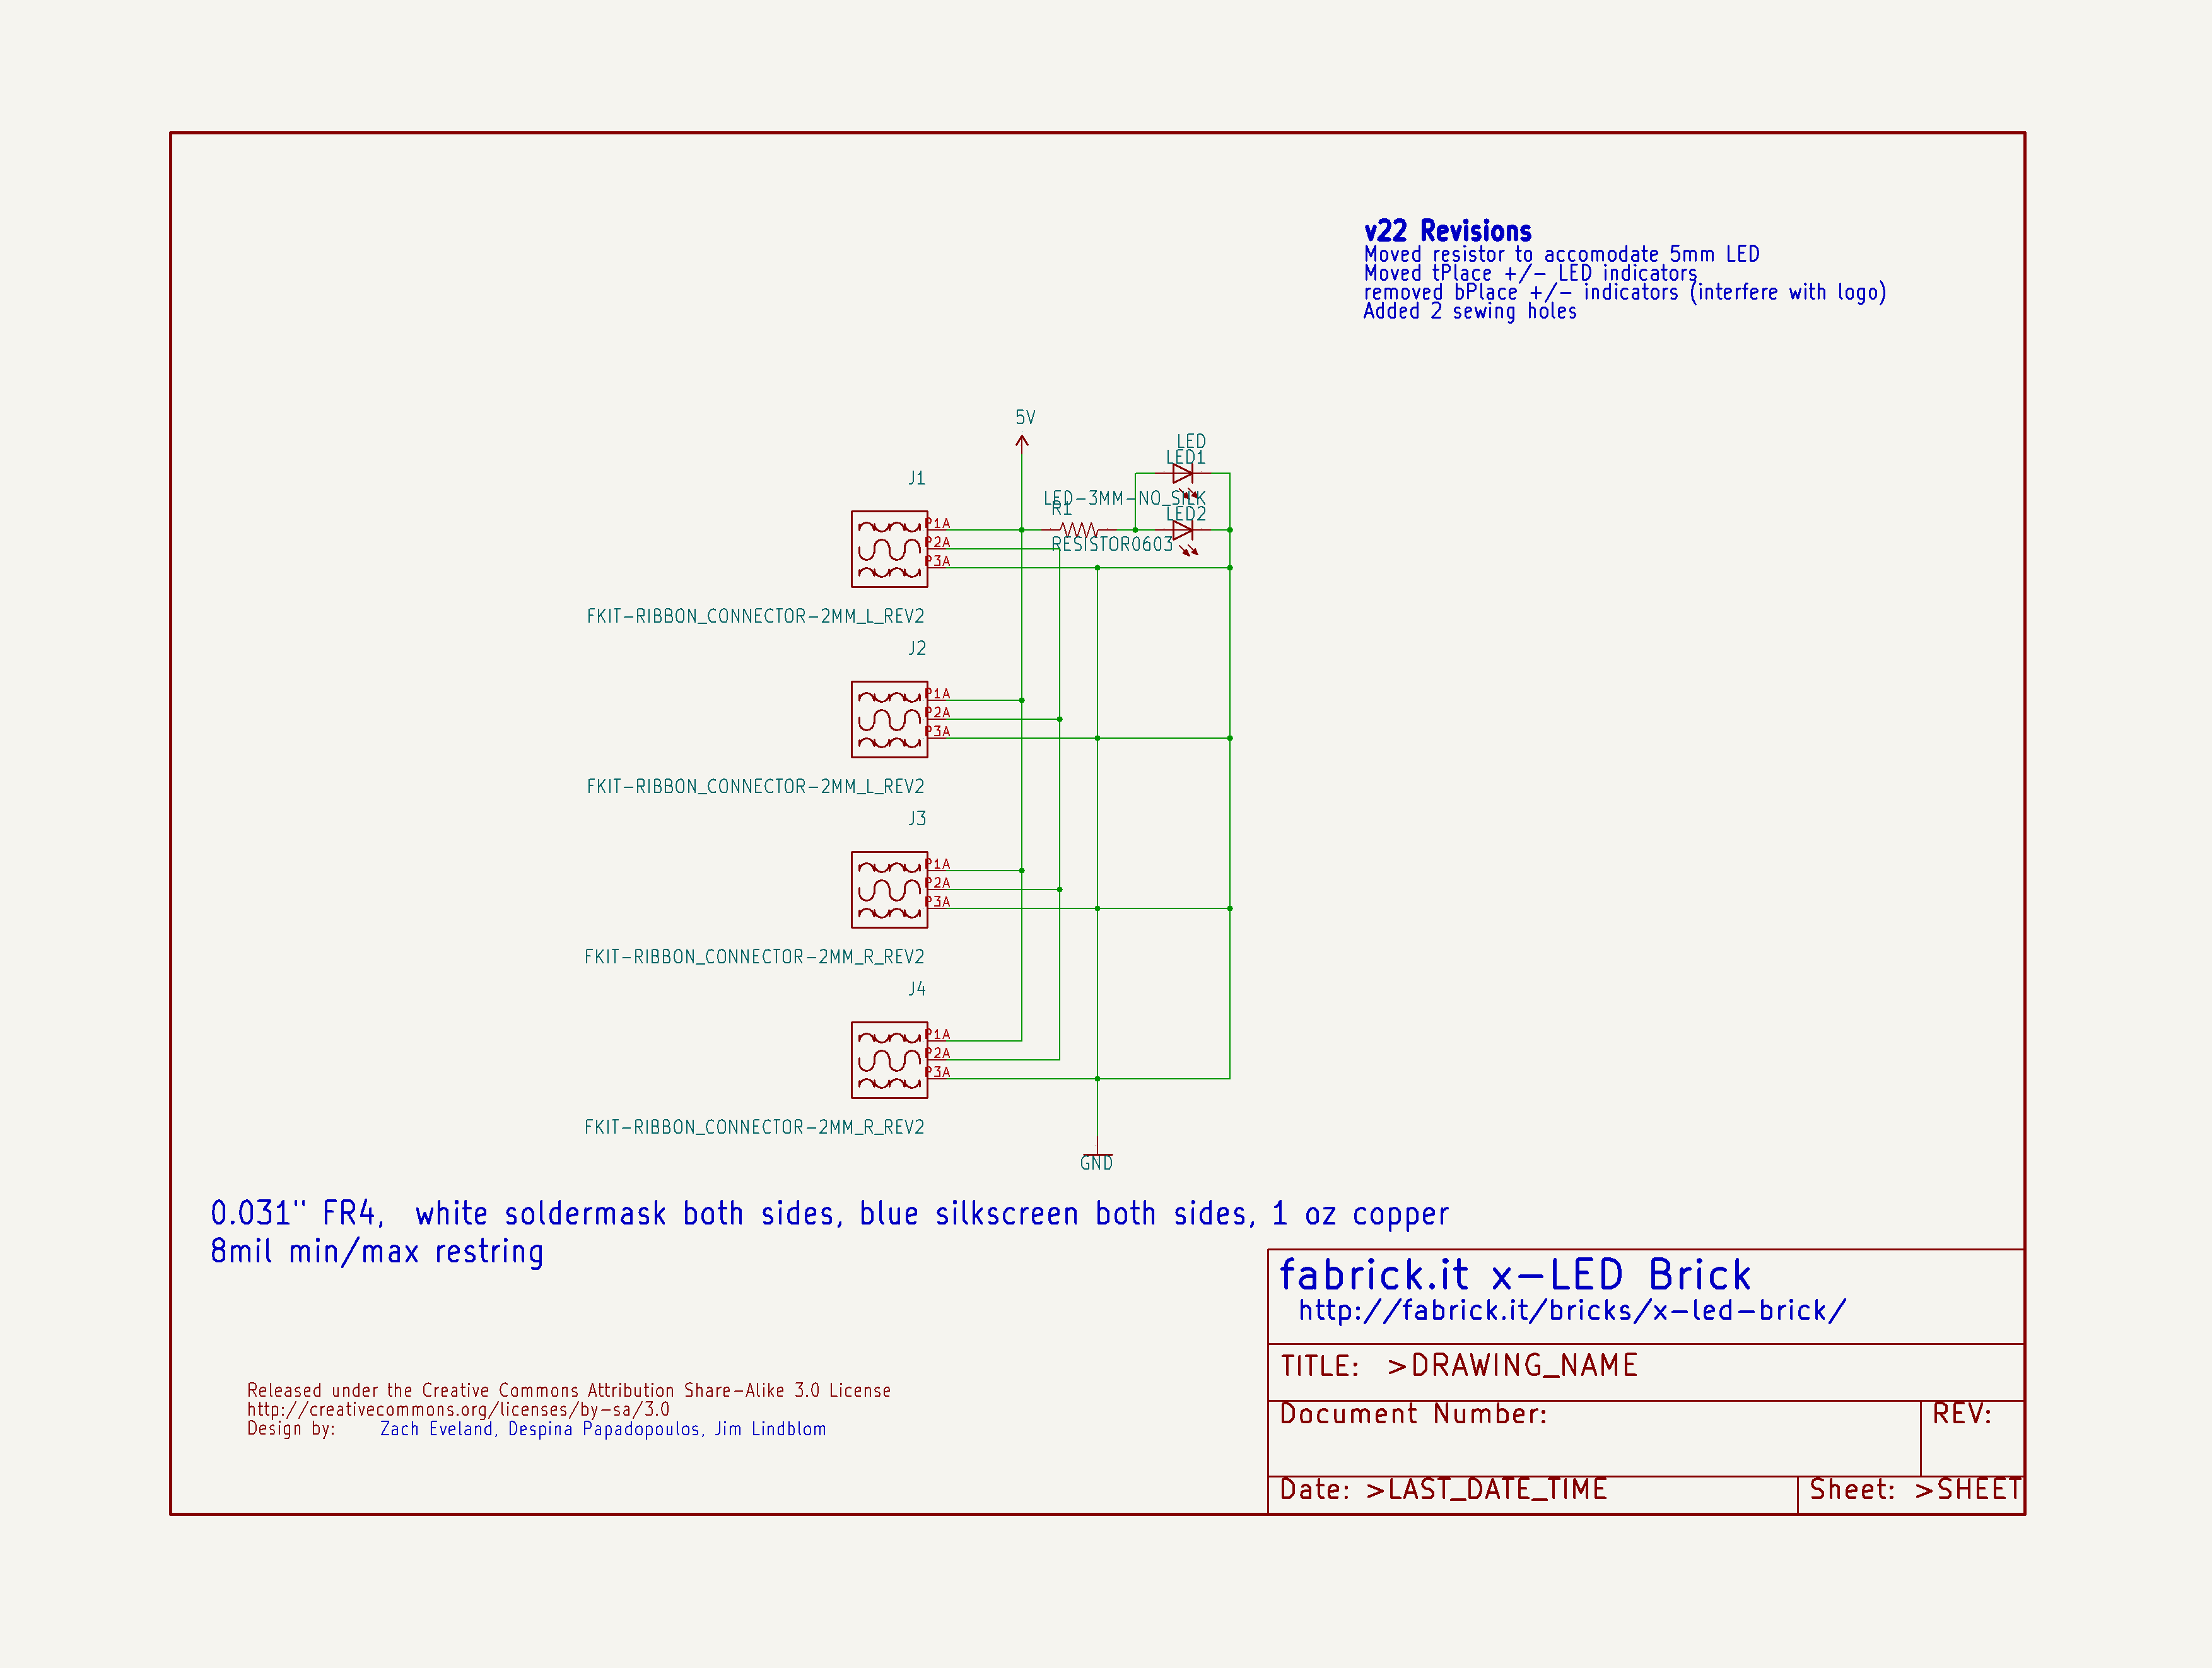 v22 Revisions
Moved resistor to accomodate 5mm LED
Moved tPlace +/- LED indicators
removed bPlace +/- indicators (interfere with logo)
Added 2 sewing holes
5V
LED
LED1
J1
LED-3MM-NO_SILK
R1
LED2
P1A
P2A
P3A
RESISTOR0603
FKIT-RIBBON_CONNECTOR-2MM_L_REV2
J2
P1A
P2A
P3A
FKIT-RIBBON_CONNECTOR-2MM_L_REV2
J3
P1A
P2A
P3A
FKIT-RIBBON_CONNECTOR-2MM_R_REV2
J4
P1A
P2A
P3A
FKIT-RIBBON_CONNECTOR-2MM_R_REV2
GND
0.031" FR4,  white soldermask both sides, blue silkscreen both sides, 1 oz copper
8mil min/max restring
fabrick.it x-LED Brick
http://fabrick.it/bricks/x-led-brick/
TITLE: >DRAWING_NAME
Document Number:
REV:
Date: >LAST_DATE_TIME
Sheet: >SHEET
Released under the Creative Commons Attribution Share-Alike 3.0 License
http://creativecommons.org/licenses/by-sa/3.0
Design by: Zach Eveland, Despina Papadopoulos, Jim Lindblom